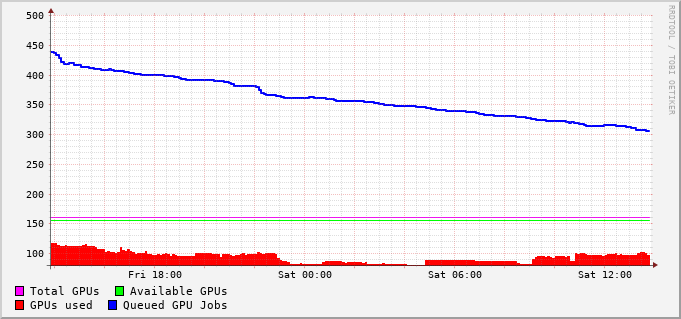 500
450
400
350
300
250
200
150
100
Fri 18:00 Sat 00:00 Sat 06:00 Sat 12:00
Total GPUs Available GPUs
GPUs used Queued GPU Jobs
RRDTOOL / TOBI OETIKER